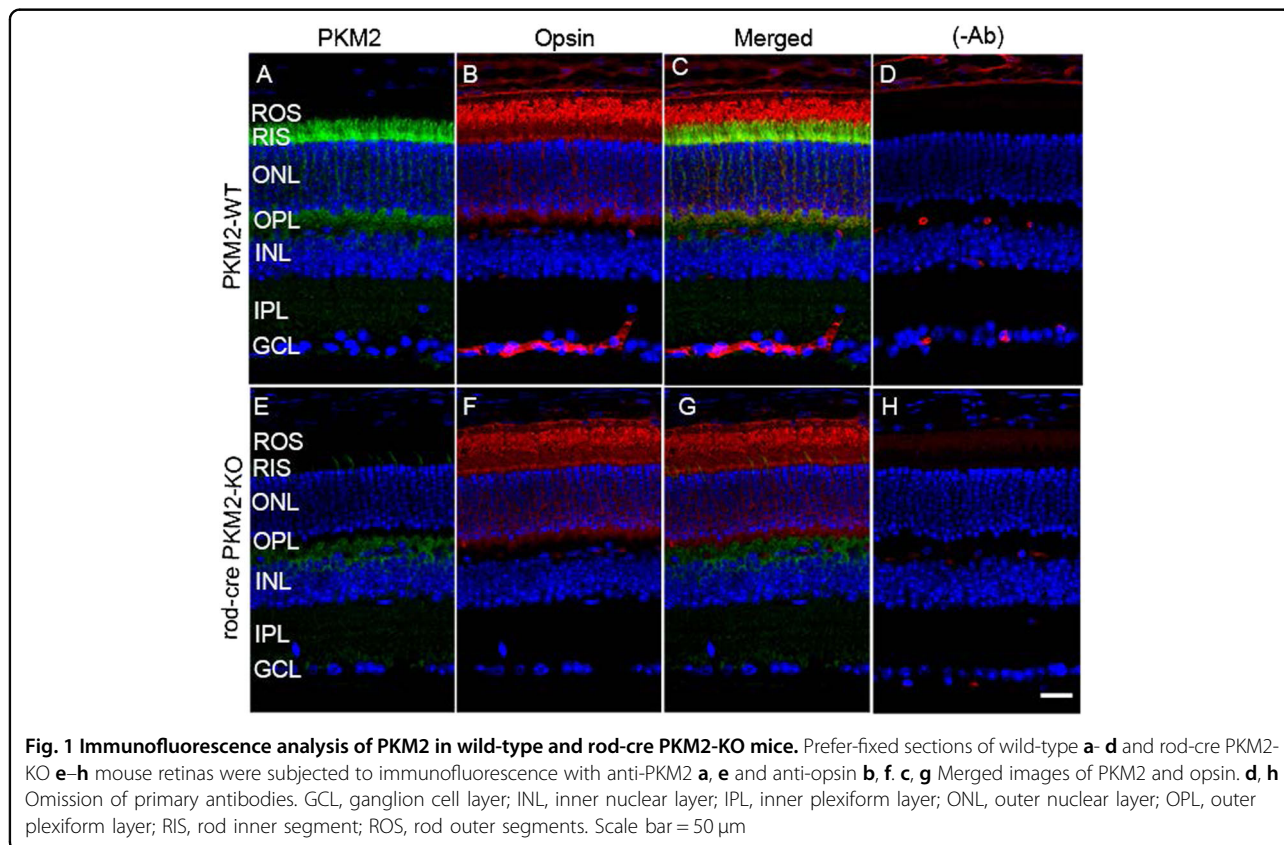 PKM2 Opsin Merged (-Ab)
A B C D
ROS
RIS
ONL
OPL
INL
IPL
GCL
PKM2-WT
E F G H
ROS
RIS
ONL
OPL
INL
IPL
GCL
rod-cre PKM2-KO
Fig. 1 Immunofluorescence analysis of PKM2 in wild-type and rod-cre PKM2-KO mice. Prefer-fixed sections of wild-type a- d and rod-cre PKM2-
KO e–h mouse retinas were subjected to immunofluorescence with anti-PKM2 a, e and anti-opsin b, f. c, g Merged images of PKM2 and opsin. d, h
Omission of primary antibodies. GCL, ganglion cell layer; INL, inner nuclear layer; IPL, inner plexiform layer; ONL, outer nuclear layer; OPL, outer
plexiform layer; RIS, rod inner segment; ROS, rod outer segments. Scale bar = 50 µm